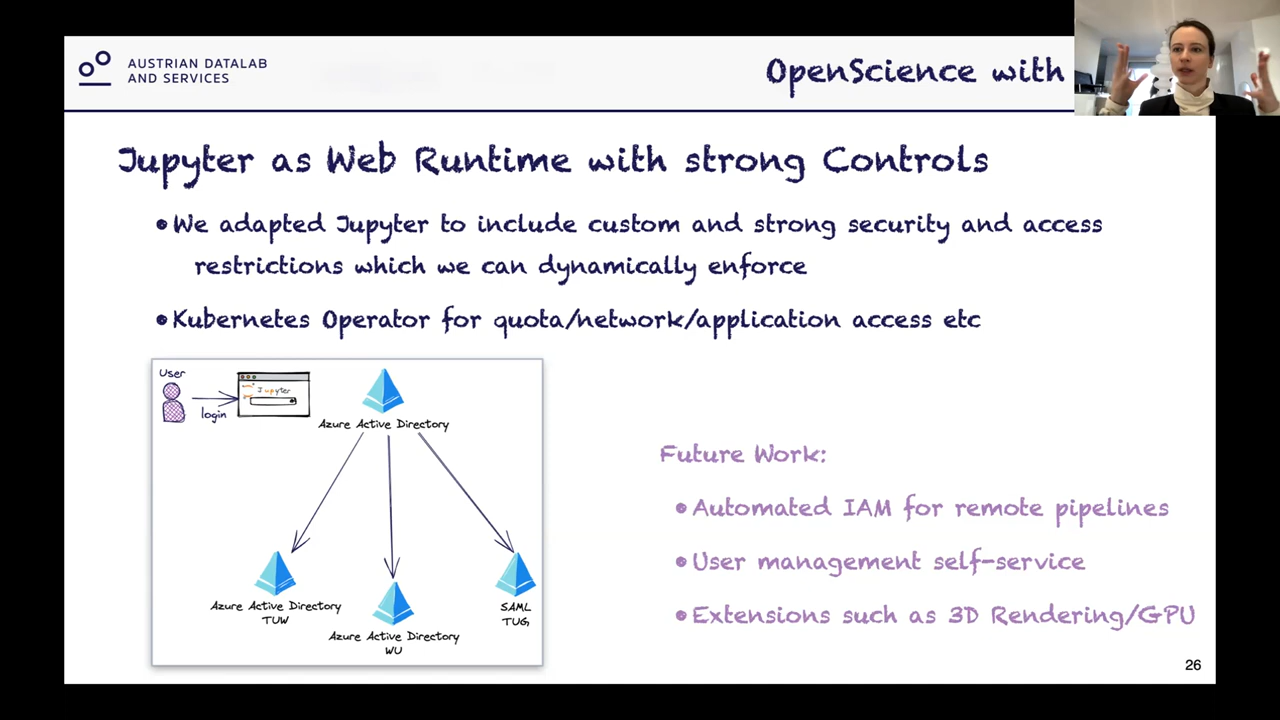 AUSTRIAN DATALAB
AND SERVICES
OpenScience with
Jupyter as Web Runtime with strong Controls
•We adapted Jupyter to include custom and strong security and access
restrictions which we can dynamically enforce
•Kubernetes Operator for quota/network/application access etc
User
login
Jupyter
Azure Active Directory
Azure Active Directory
TUW
Azure Active Directory
WU
SAML
TUG
Future Work:
•Automated IAM for remote pipelines
•User management self-service
•Extensions such as 3D Rendering/GPU
26